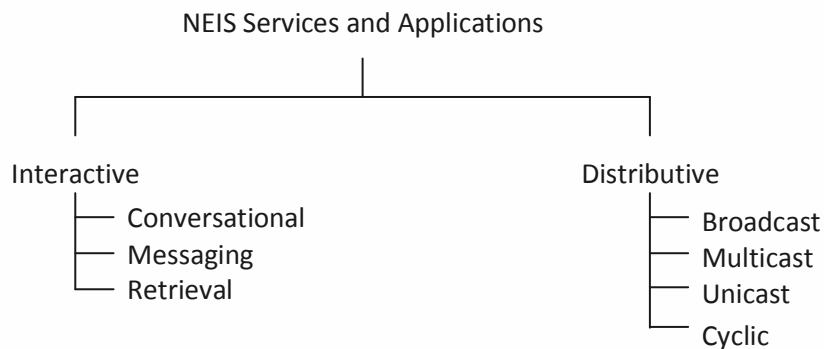 NEIS Services and Applications
Interactive
Conversational
Messaging
Retrieval
Distributive
Broadcast
Multicast
Unicast
Cyclic